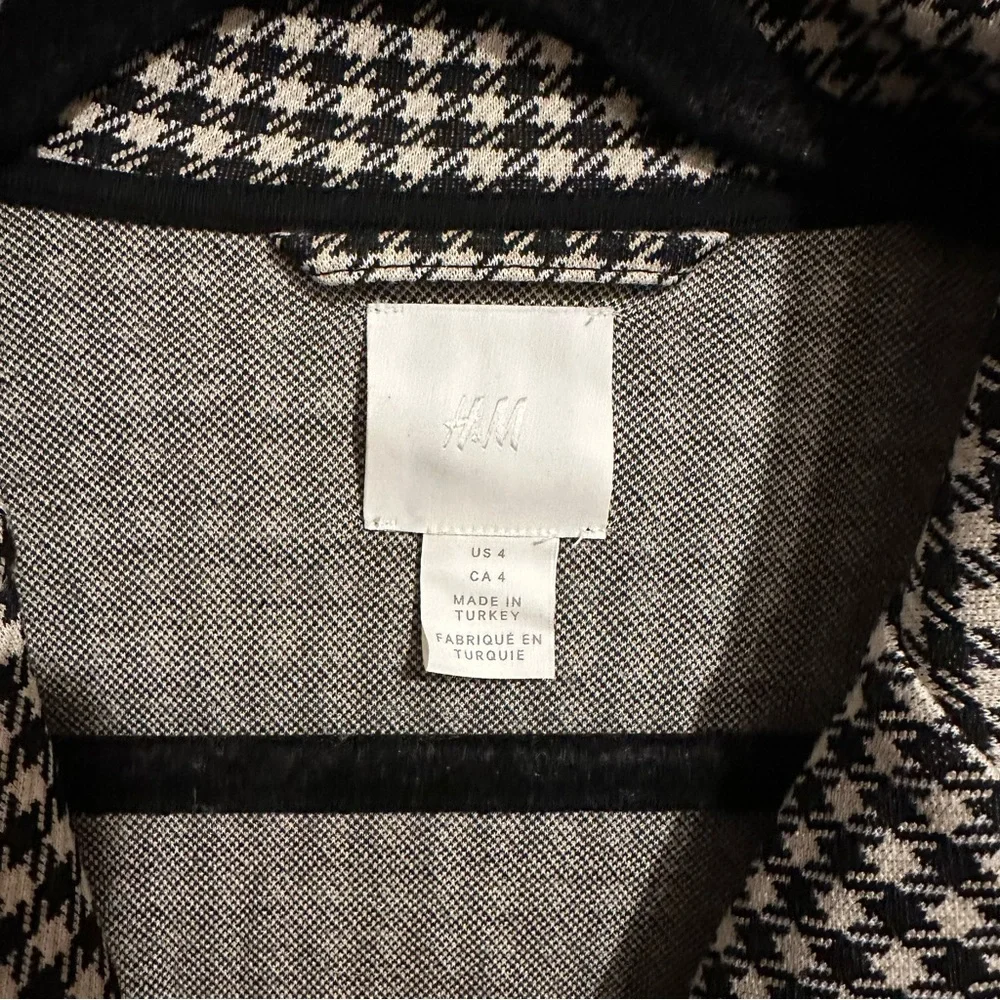 H&M
US 4
CA 4
MADE IN
TURKEY
FABRIQUÉ EN
TURQUIE